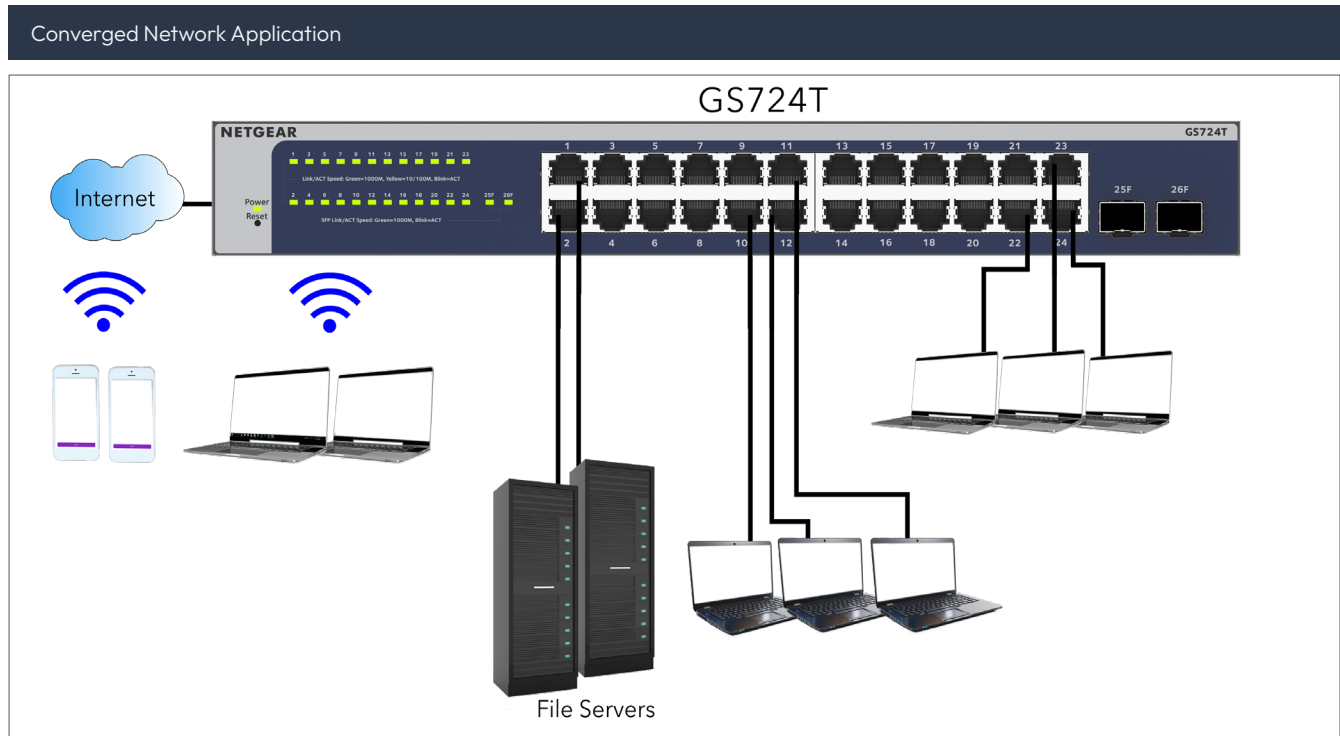 Converged Network Application
GS724T
NETGEAR
GS724T
1 3 5 7 9 11 13 15 17 19 21 23
Link/ACT Speed: Green=1000M, Yellow=10/100M, Blink=ACT
2 4 6 8 10 12 14 16 18 20 22 24 25F 26F
SFP Link/ACT Speed: Green=1000M, Blink=ACT
Power
Reset
1 3 5 7 9 11 13 15 17 19 21 23
25F 26F
2 4 6 8 10 12 14 16 18 20 22 24
Internet
File Servers